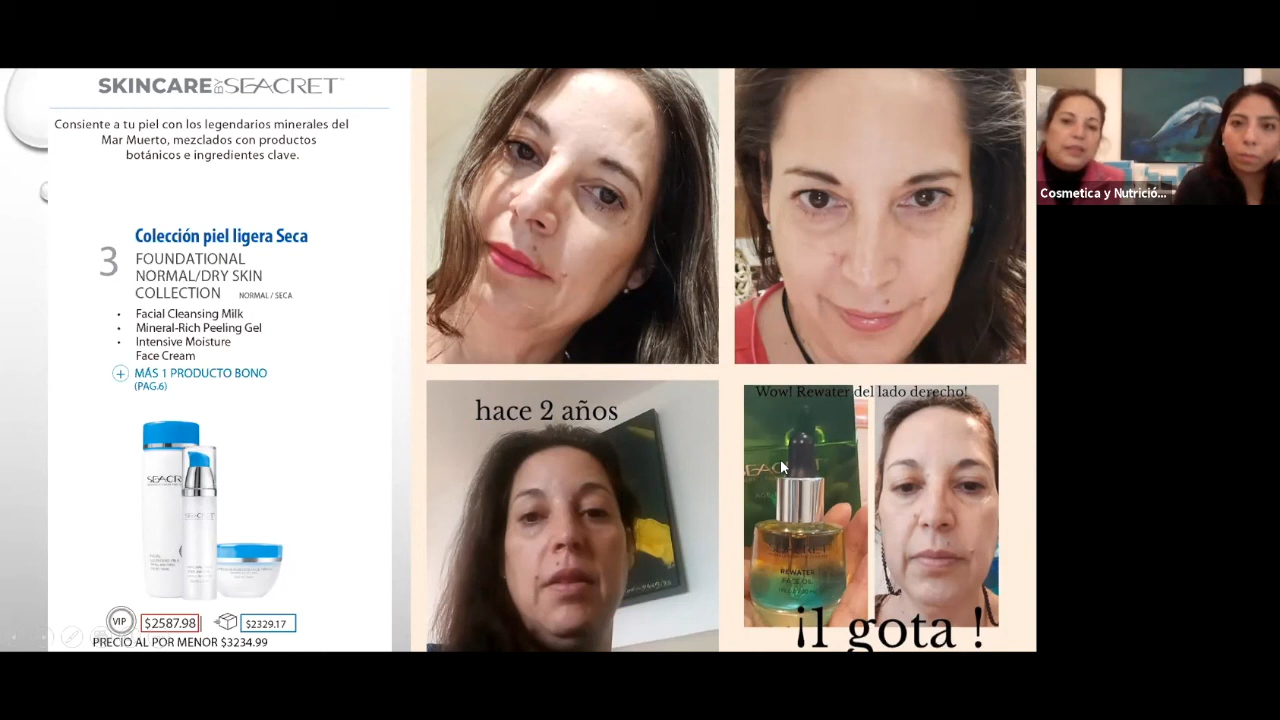 SKINCARE BY SEACRET™
Consiente a tu piel con los legendarios minerales del
Mar Muerto, mezclados con productos
botánicos e ingredientes clave.
3
Colección piel ligera Seca
FOUNDATIONAL
NORMAL/DRY SKIN
COLLECTION NORMAL / SECA
• Facial Cleansing Milk
• Mineral-Rich Peeling Gel
• Intensive Moisture
Face Cream
+ MÁS 1 PRODUCTO BONO
(PAG.6)
SEACR
VIP $2587.98 $2329.17
PRECIO AL POR MENOR $3234.99
hace 2 años
Wow! Rewater del lado derecho!
SEACRET
REWATER
FACE OIL
¡1 gota !
Cosmetica y Nutrició...